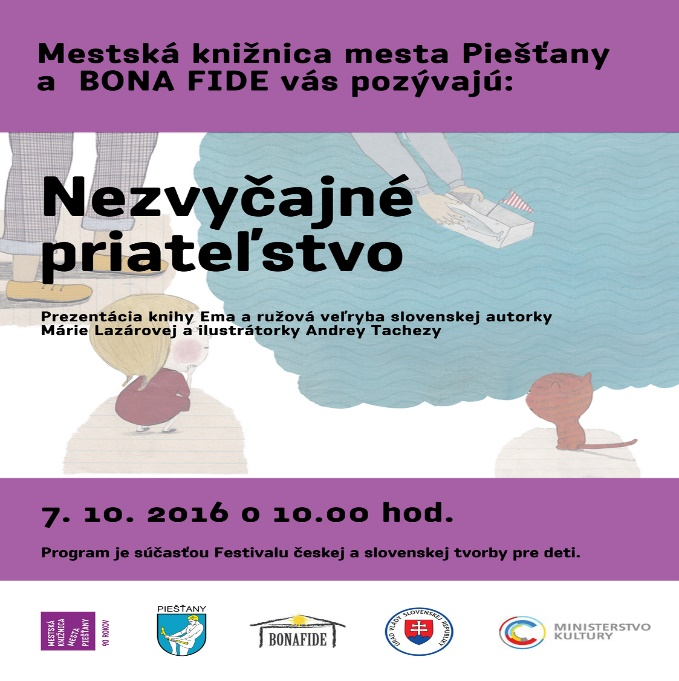 Mestská knižnica mesta Piešťany
a BONA FIDE vás pozývajú:
Nezvyčajné
priateľstvo
Prezentácia knihy Ema a ružová veľryba slovenskej autorky
Márie Lazárovej a ilustrátorky Andrey Tachezy
7. 10. 2016 o 10.00 hod.
Program je súčasťou Festivalu českej a slovenskej tvorby pre deti.
MESTSKÁ
KNIŽNICA
MESTA
PIEŠŤANY
90 ROKOV
PIEŠŤANY
BONAFIDE
ÚRAD VLÁDY SLOVENSKEJ REPUBLIKY
MINISTERSTVO
KULTURY